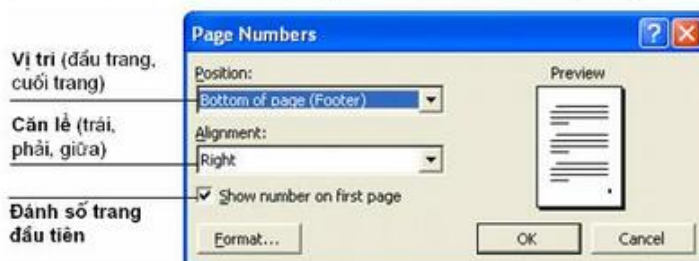 Page Numbers
Vị trí (đầu trang,
cuối trang)
Position:
Preview
Bottom of page (Footer)
Căn lề (trái,
phải, giữa)
Alignment:
Right
Show number on first page
Đánh số trang
đầu tiên
Format...
OK
Cancel